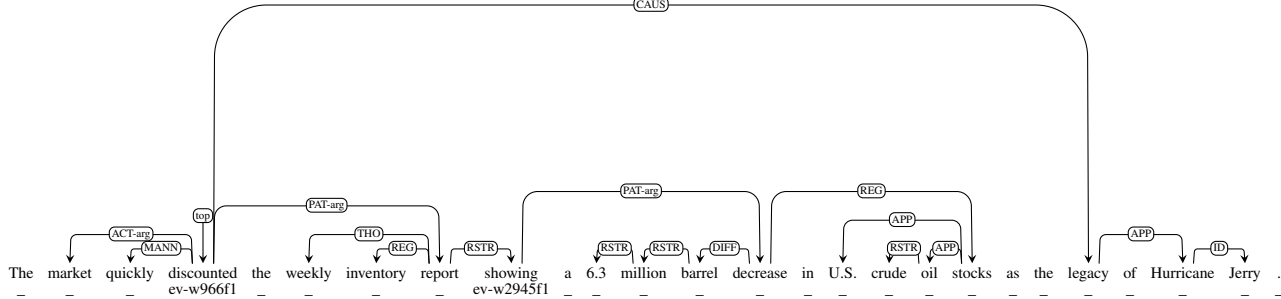 CAUS
PAT-arg REG
PAT-arg
top APP
ACT-arg THO APP
MANN REG RSTR RSTR RSTR DIFF RSTR APP ID
The market quickly discounted the weekly inventory report showing a 6.3 million barrel decrease in U.S. crude oil stocks as the legacy of Hurricane Jerry .
_ _ _ ev-w966f1 _ _ _ _ ev-w2945f1 _ _ _ _ _ _ _ _ _ _ _ _ _ _ _ _ _